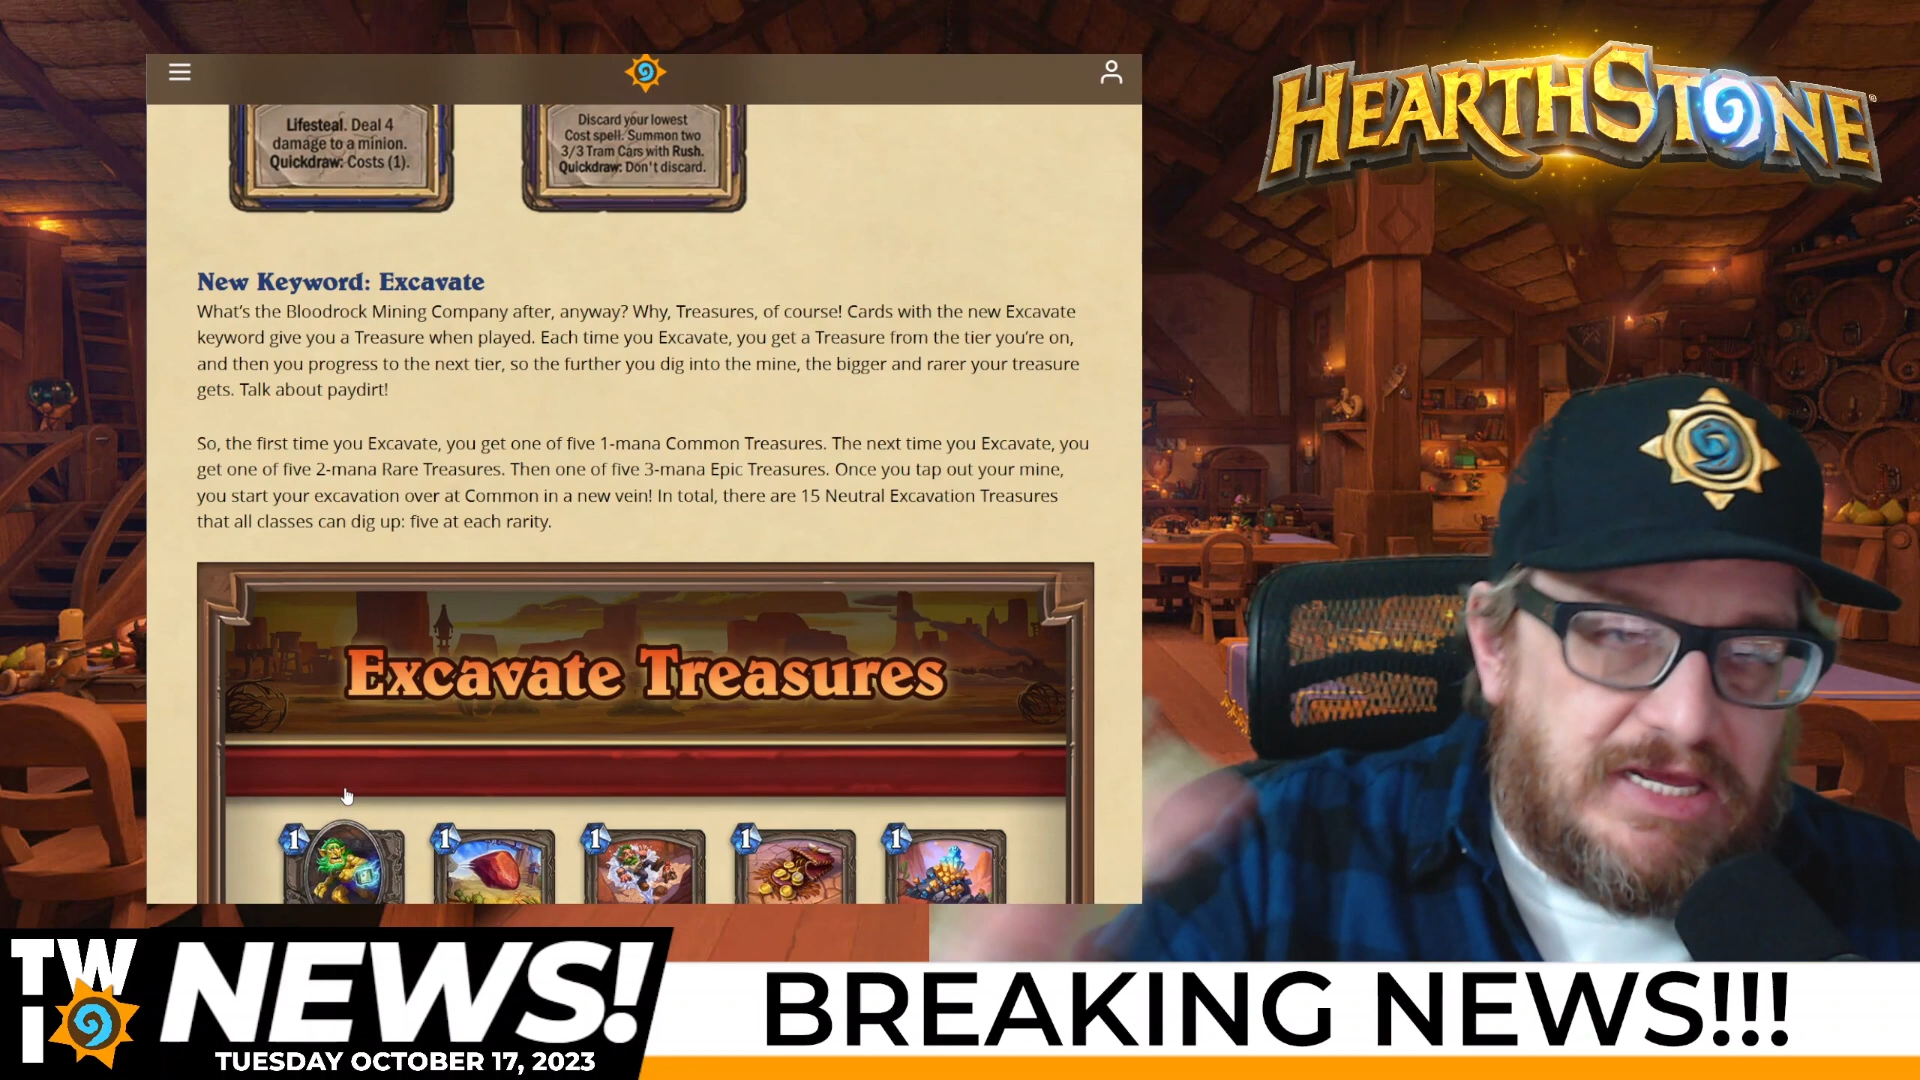 HEARTHSTONE
Lifesteal. Deal 4
damage to a minion.
Quickdraw: Costs (1).
Discard your lowest
Cost spell. Summon two
3/3 Tram Cars with Rush.
Quickdraw: Don't discard.
New Keyword: Excavate
What's the Bloodrock Mining Company after, anyway? Why, Treasures, of course! Cards with the new Excavate
keyword give you a Treasure when played. Each time you Excavate, you get a Treasure from the tier you're on,
and then you progress to the next tier, so the further you dig into the mine, the bigger and rarer your treasure
gets. Talk about paydirt!
So, the first time you Excavate, you get one of five 1-mana Common Treasures. The next time you Excavate, you
get one of five 2-mana Rare Treasures. Then one of five 3-mana Epic Treasures. Once you tap out your mine,
you start your excavation over at Common in a new vein! In total, there are 15 Neutral Excavation Treasures
that all classes can dig up: five at each rarity.
Excavate Treasures
1 1 1 1 1
TW
I
NEWS!
TUESDAY OCTOBER 17, 2023
BREAKING NEWS!!!